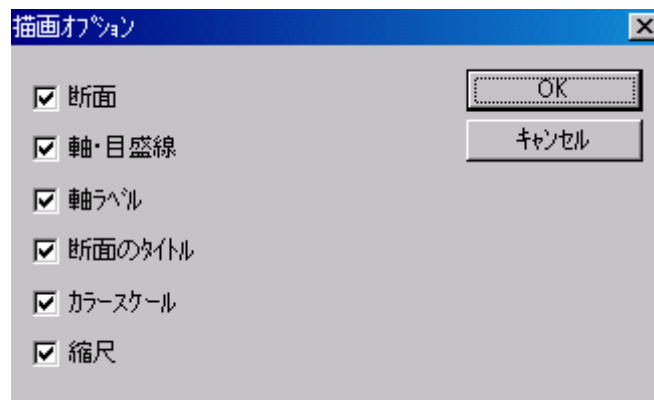 描画ｵﾌﾟｼｮﾝ
断面
OK
軸・目盛線
ｷｬﾝｾﾙ
軸ﾗﾍﾞﾙ
断面のﾀｲﾄﾙ
ｶﾗｰｽｹｰﾙ
縮尺